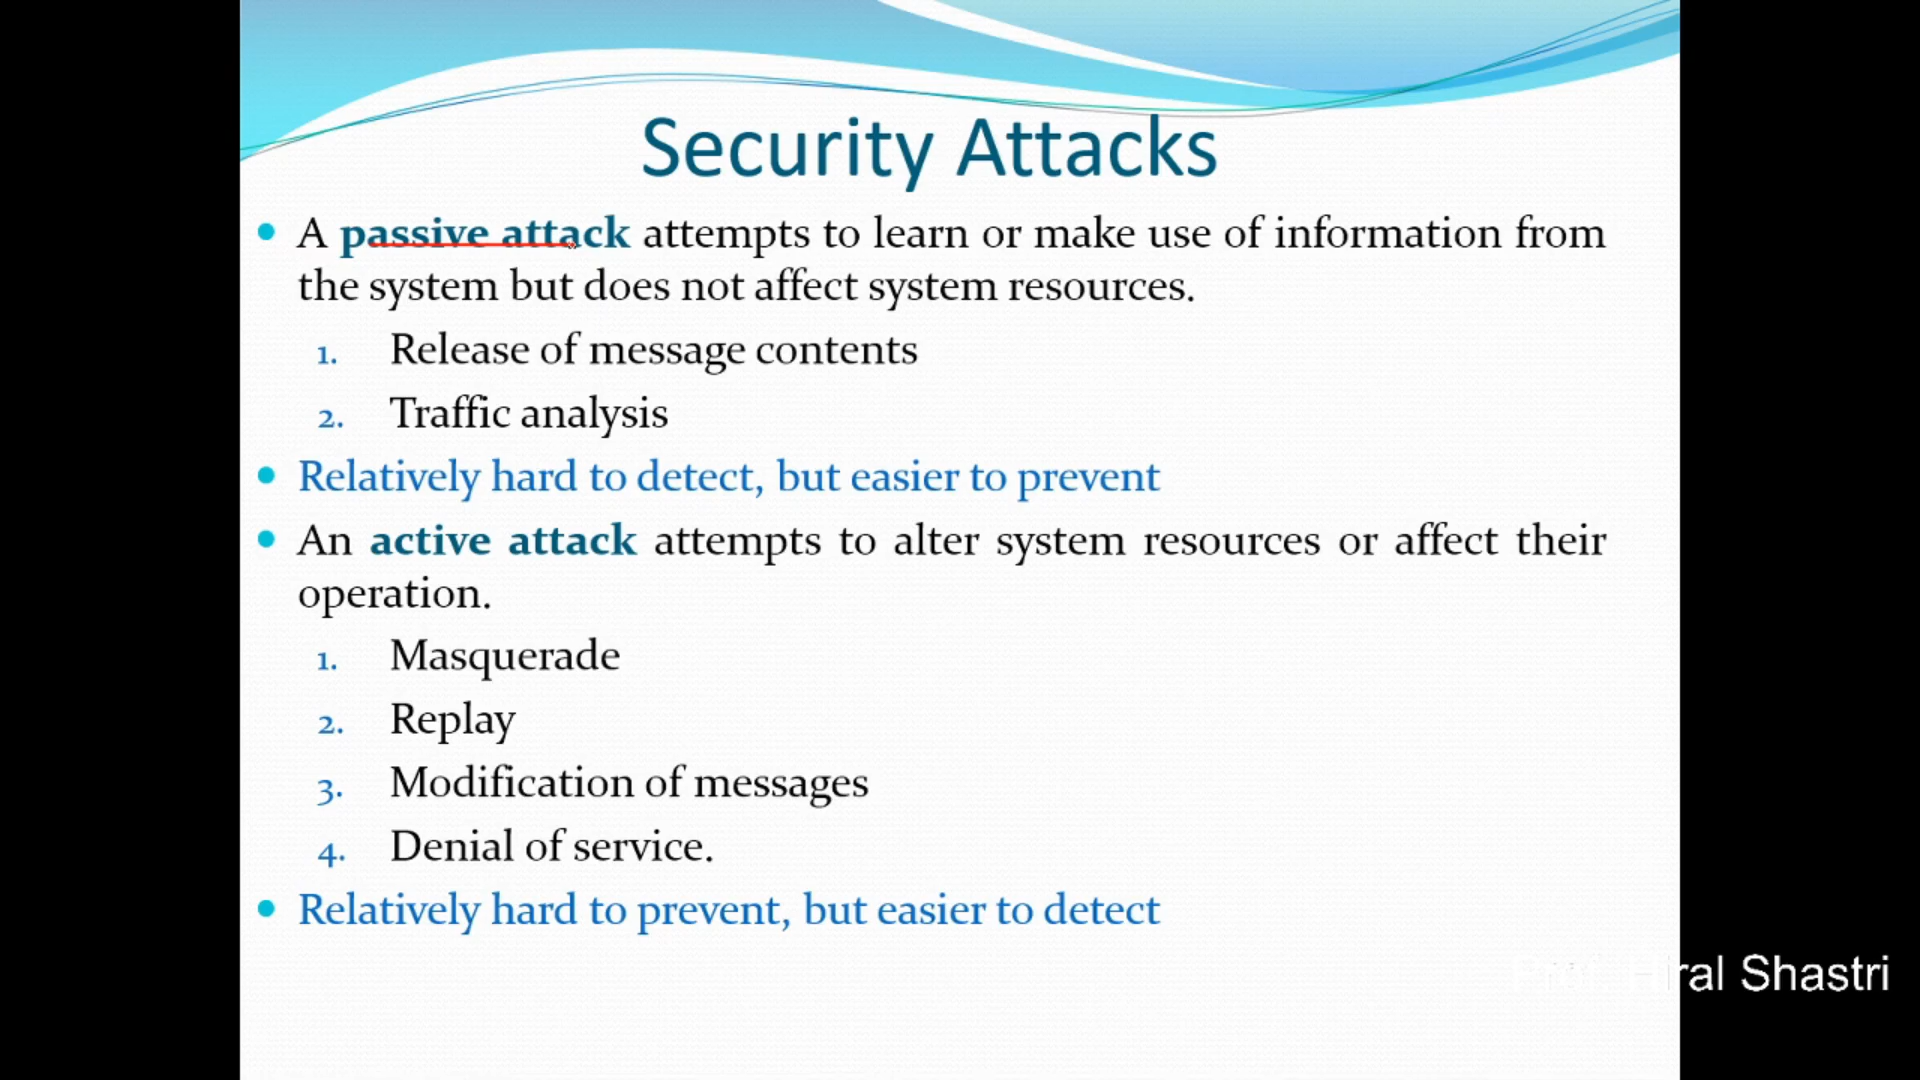 Security Attacks
• A passive attack attempts to learn or make use of information from
the system but does not affect system resources.
1. Release of message contents
2. Traffic analysis
• Relatively hard to detect, but easier to prevent
• An active attack attempts to alter system resources or affect their
operation.
1. Masquerade
2. Replay
3. Modification of messages
4. Denial of service.
• Relatively hard to prevent, but easier to detect
Shastri